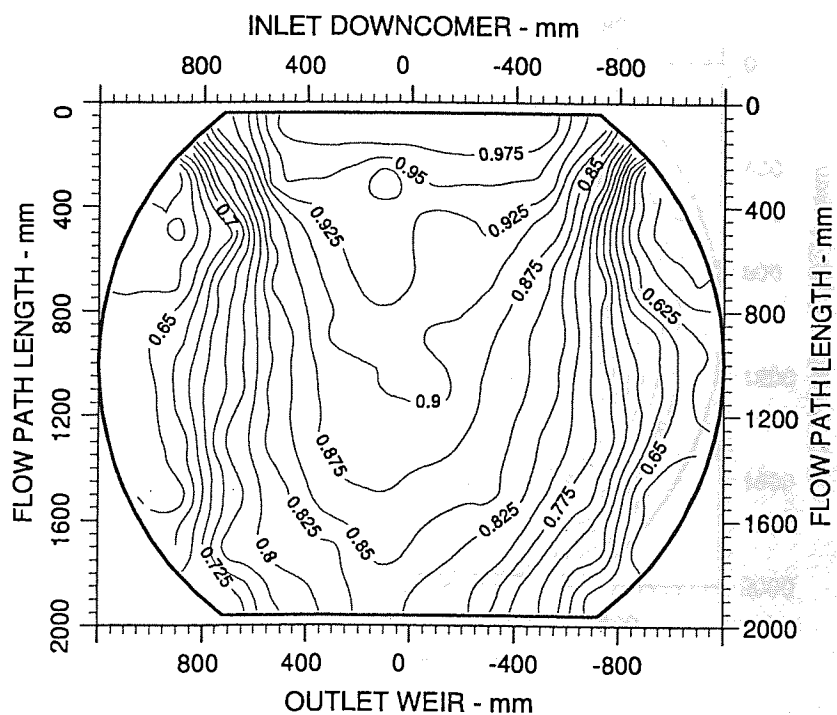 INLET DOWNCOMER - mm
800 400 0 -400 -800
0 0
0.975
0.95
0.85
400 0.7 0.925 0.925 400
FLOW PATH LENGTH - mm
FLOW PATH LENGTH - mm
0.875
800 0.65 0.625 800
1200 0.9 1200
0.875 0.65
1600 0.825 0.85 0.825 0.775 1600
0.725 0.8
2000 2000
800 400 0 -400 -800
OUTLET WEIR - mm